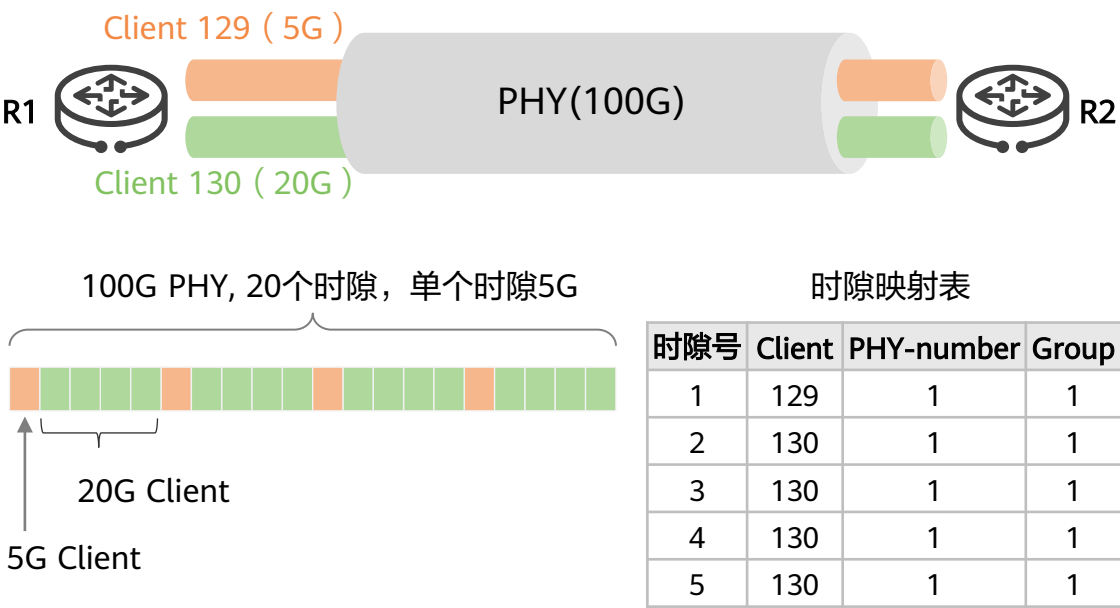 Client 129（5G）
R1
PHY(100G)
R2
Client 130（20G）
100G PHY, 20个时隙，单个时隙5G
20G Client
5G Client
时隙映射表
时隙号 Client PHY-number Group
1 129 1 1
2 130 1 1
3 130 1 1
4 130 1 1
5 130 1 1